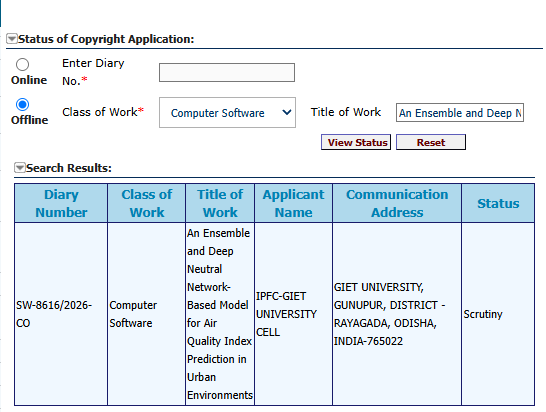 Status of Copyright Application:
Online
Enter Diary
No.*
Offline
Class of Work*
Computer Software
Title of Work
An Ensemble and Deep N
View Status
Reset
Search Results:
Diary
Number
Class of
Work
Title of
Work
Applicant
Name
Communication
Address
Status
SW-8616/2026-
CO
Computer
Software
An Ensemble
and Deep
Neutral
Network-
Based Model
for Air
Quality Index
Prediction in
Urban
Environments
IPFC-GIET
UNIVERSITY
CELL
GIET UNIVERSITY,
GUNUPUR, DISTRICT -
RAYAGADA, ODISHA,
INDIA-765022
Scrutiny